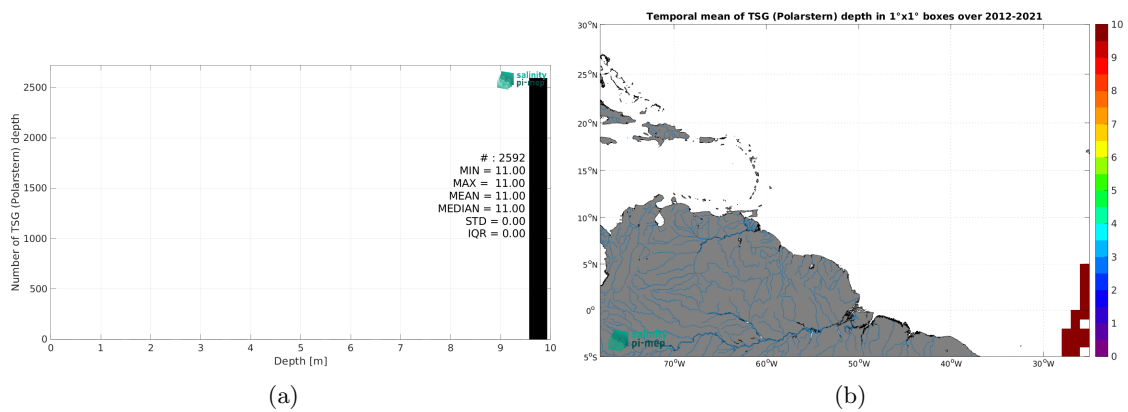 salinity
pi-mep
2500
2000
1500
1000
500
0
Number of TSG (Polarstern) depth
# : 2592
MIN = 11.00
MAX = 11.00
MEAN = 11.00
MEDIAN = 11.00
STD = 0.00
IQR = 0.00
0 1 2 3 4 5 6 7 8 9 10
Depth [m]
(a)
Temporal mean of TSG (Polarstern) depth in 1°x1° boxes over 2012-2021
30°N
25°N
20°N
15°N
10°N
5°N
0°
5°S
70°W 60°W 50°W 40°W 30°W
salinity
pi-mep
10
9
8
7
6
5
4
3
2
1
0
(b)